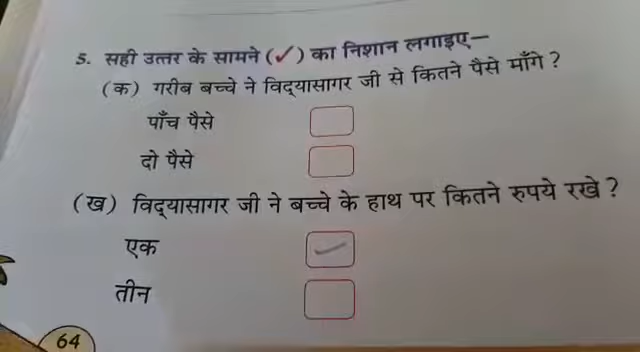 5. सही उत्तर के सामने (✓) का निशान लगाइए—
(क) गरीब बच्चे ने विद्यासागर जी से कितने पैसे माँगे ?
पाँच पैसे
दो पैसे
(ख) विद्यासागर जी ने बच्चे के हाथ पर कितने रुपये रखे ?
एक ✓
तीन
64